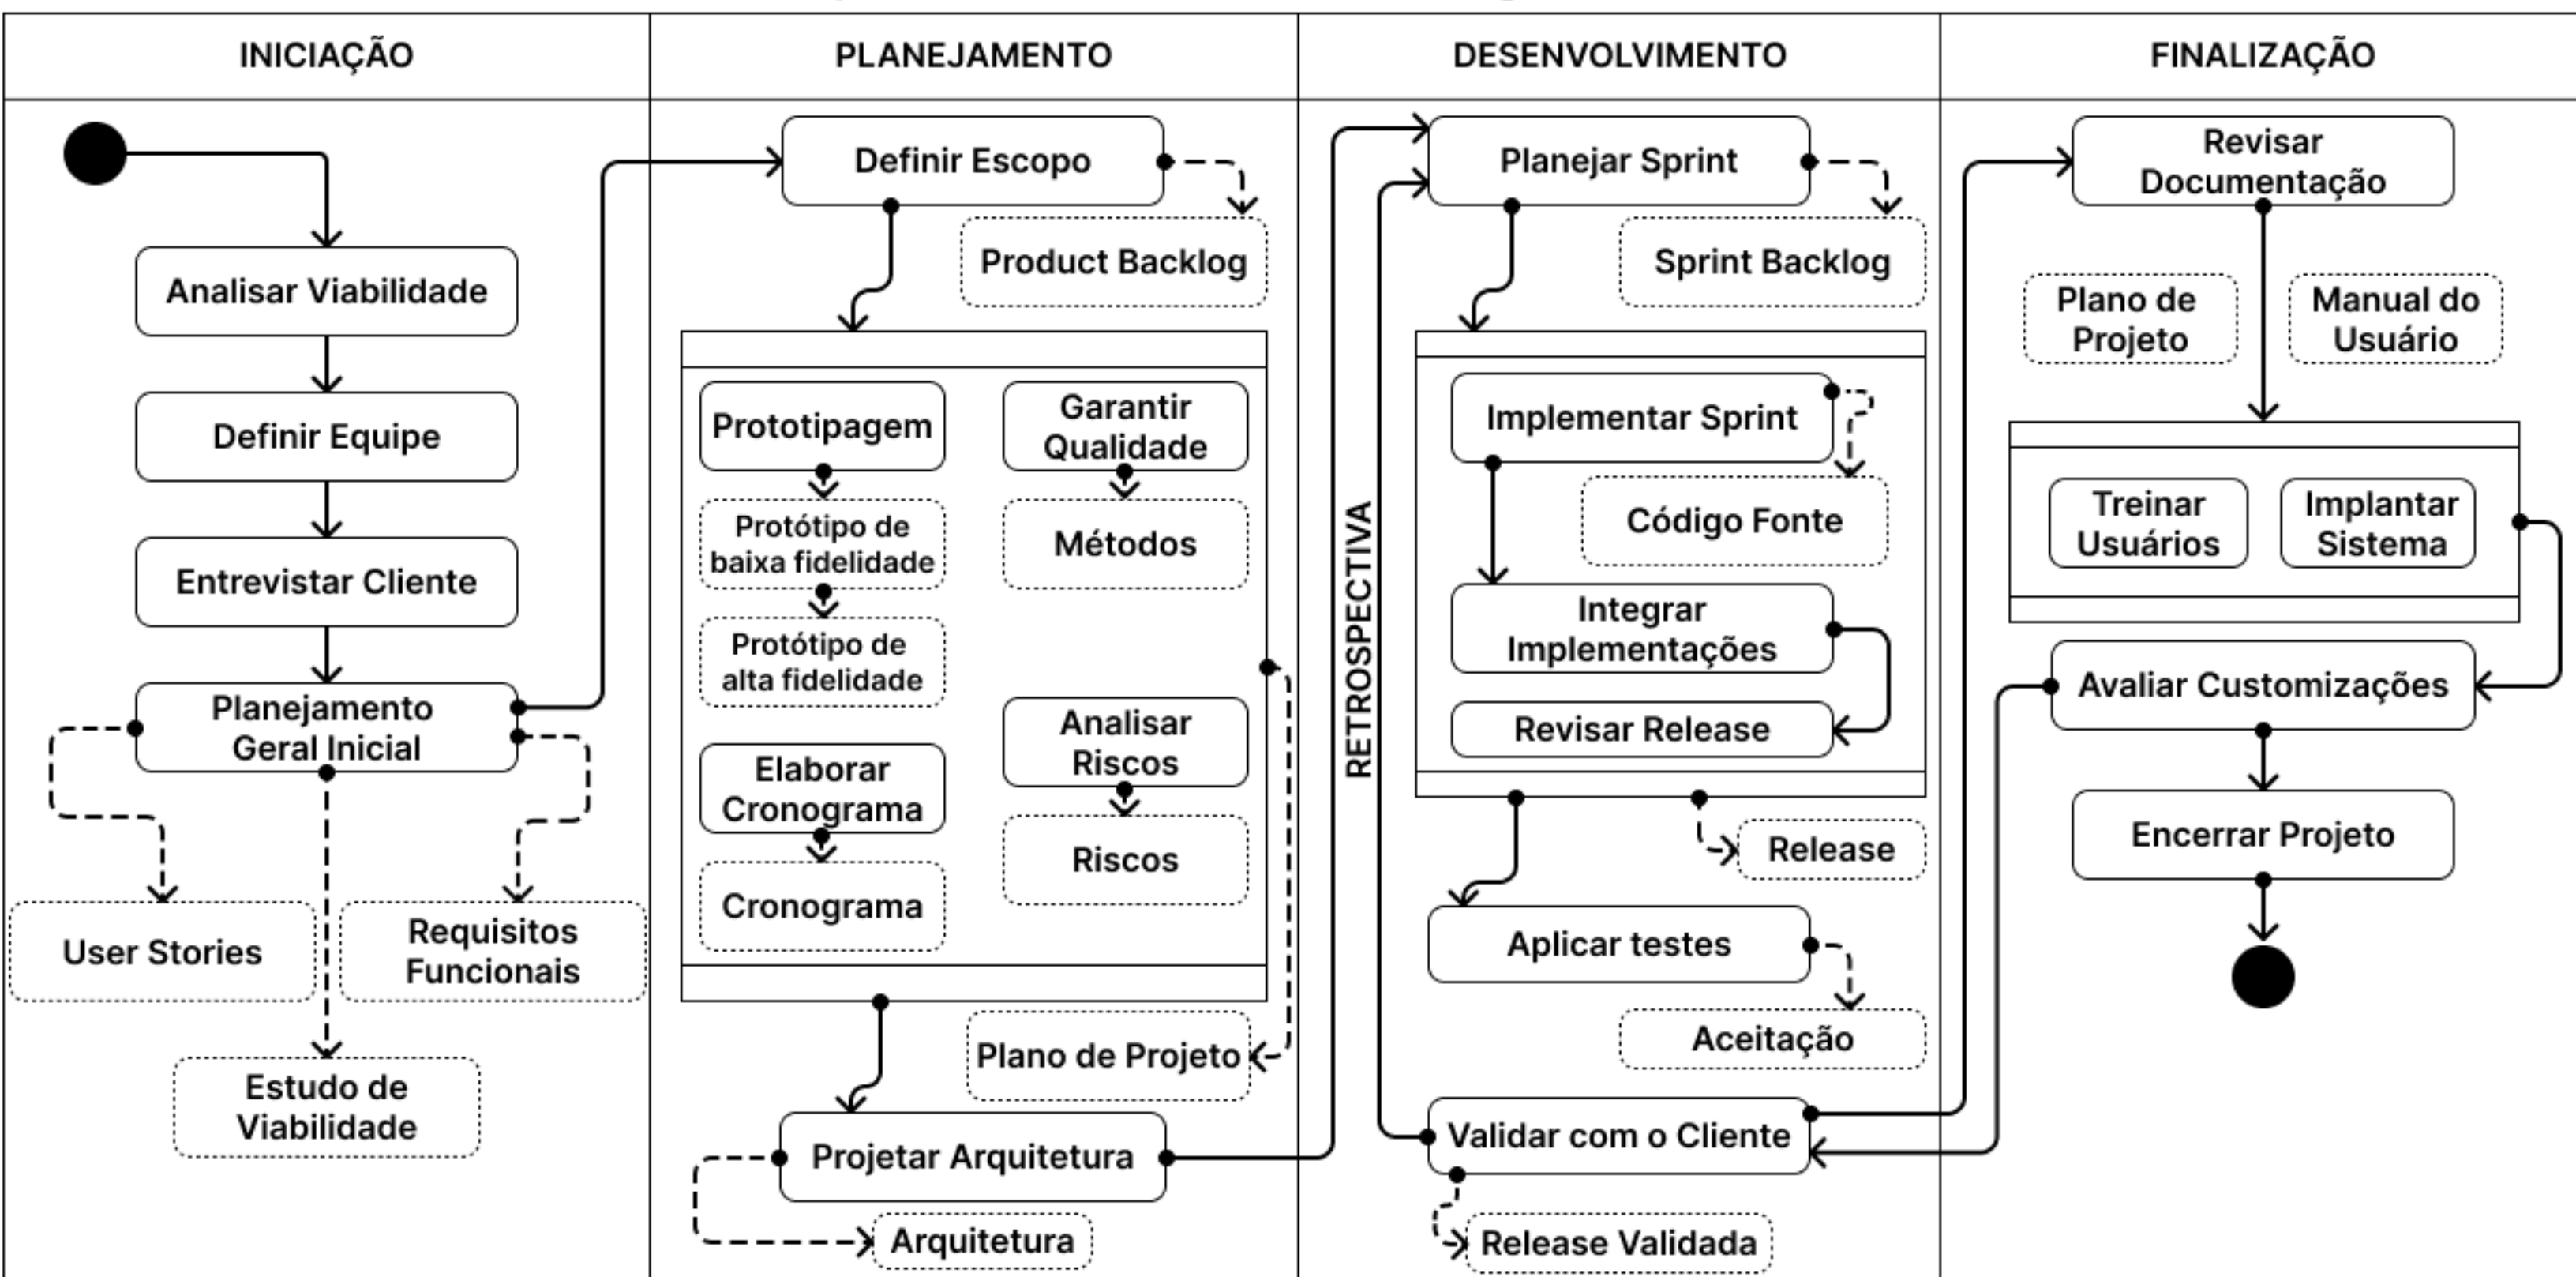 INICIAÇÃO
PLANEJAMENTO
DESENVOLVIMENTO
FINALIZAÇÃO
Analisar Viabilidade
Definir Equipe
Entrevistar Cliente
Planejamento
Geral Inicial
User Stories
Requisitos
Funcionais
Estudo de
Viabilidade
Definir Escopo
Product Backlog
Prototipagem
Protótipo de
baixa fidelidade
Protótipo de
alta fidelidade
Elaborar
Cronograma
Cronograma
Garantir
Qualidade
Métodos
Analisar
Riscos
Riscos
Plano de Projeto
Projetar Arquitetura
Arquitetura
RETROSPECTIVA
Planejar Sprint
Sprint Backlog
Implementar Sprint
Código Fonte
Integrar
Implementações
Revisar Release
Release
Aplicar testes
Aceitação
Validar com o Cliente
Release Validada
Revisar
Documentação
Plano de
Projeto
Manual do
Usuário
Treinar
Usuários
Implantar
Sistema
Avaliar Customizações
Encerrar Projeto